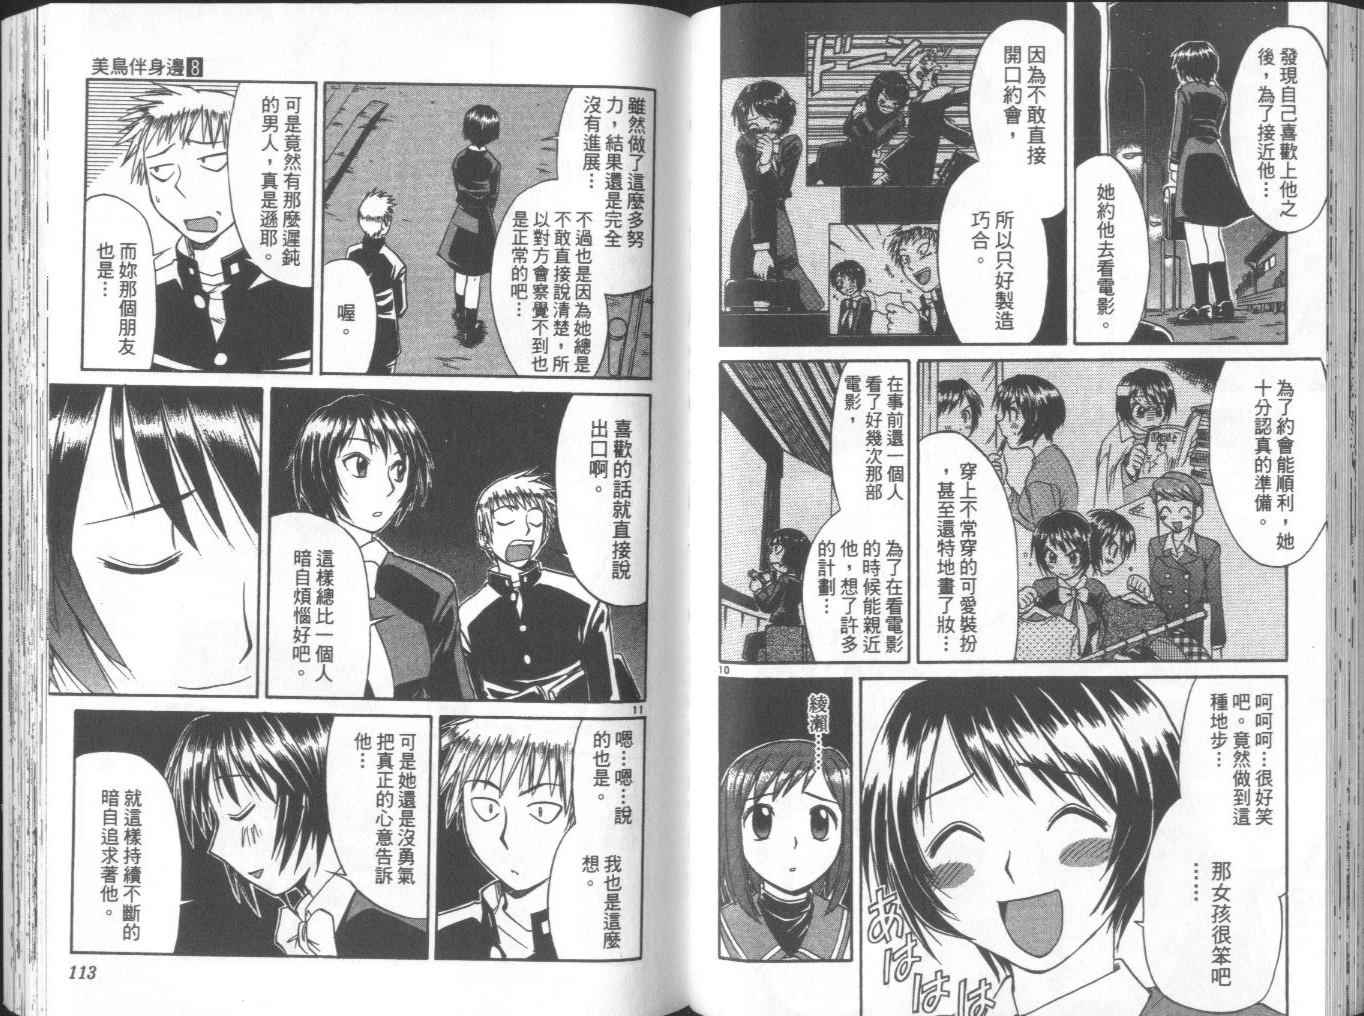 發現自己喜歡上他之
後，為了接近他…
她約他去看電影。
因為不敢直接
開口約會，
所以只好製造
巧合。
ビーン
為了約會能順利，她
十分認真的準備。
穿上不常穿的可愛裝扮
，甚至還特地畫了妝…
在事前還一個人
看了好幾次那部
電影，
為了在看電影
的時候能親近
他，想了許多
的計劃…
呵呵呵…很好笑
吧。竟然做到這
種地步…
那女孩很笨吧
……
あははははは
綾瀨……
10
美鳥伴身邊8
雖然做了這麼多努
力，結果還是完全
沒有進展…
不過也是因為她總是
不敢直接說清楚，所
以對方會察覺不到也
是正常的吧…
喔。
可是竟然有那麼遲鈍
的男人，真是遜耶。
而妳那個朋友
也是…
喜歡的話就直接說
出口啊。
這樣總比一個人
暗自煩惱好吧。
11
嗯…嗯…說
的也是。
我也是這麼
想。
可是她還是沒勇氣
把真正的心意告訴
他…
就這樣持續不斷的
暗自追求著他。
113